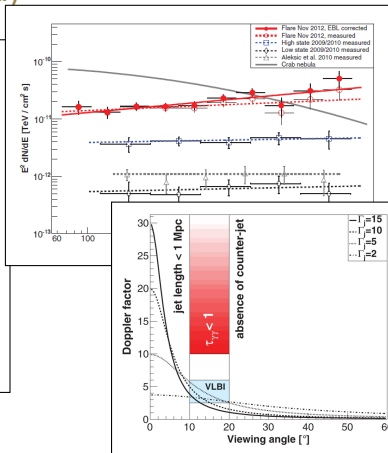 Flare Nov 2012, EBL corrected
Flare Nov 2012, measured
High state 2009/2010 measured
Low state 2009/2010 measured
Aleksic et al. 2010 measured
Crab nebula
E² dN/dE [TeV / cm² s]
10⁻¹⁰
10⁻¹¹
10⁻¹²
10⁻¹³
60
100
Γj=15
Γj=10
Γj=5
Γj=2
jet length < 1 Mpc
τγγ < 1
absence of counter-jet
VLBI
Doppler factor
30
25
20
15
10
5
0
0
10
20
30
40
50
60
Viewing angle [°]